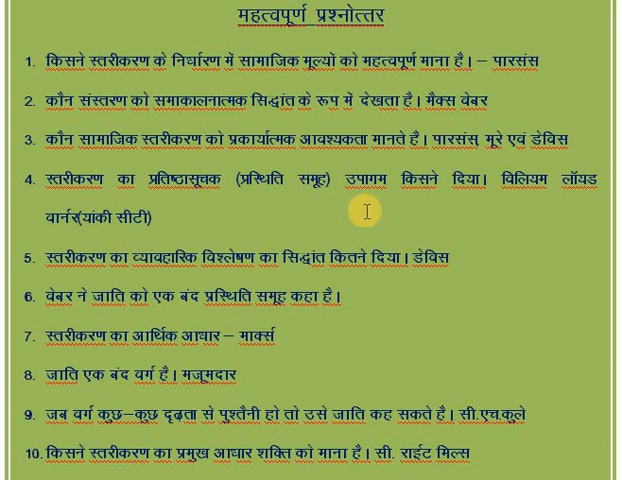 महत्वपूर्ण प्रश्नोत्तर
1. किसने स्तरीकरण के निर्धारण में सामाजिक मूल्यों को महत्वपूर्ण माना है। – पारसंस
2. कौन संस्तरण को समाकालनात्मक सिद्धांत के रूप में देखता है। मैक्स वेबर
3. कौन सामाजिक स्तरीकरण को प्रकार्यात्मक आवश्यकता मानते है। पारसंस, मूरे एवं डेविस
4. स्तरीकरण का प्रतिष्ठासूचक (प्रस्थिति समूह) उपागम किसने दिया। विलियम लॉयड
वार्नर(यांकी सीटी)
5. स्तरीकरण का व्यावहारिक विश्लेषण का सिद्धांत कितने दिया। डेविस
6. वेबर ने जाति को एक बंद प्रस्थिति समूह कहा है।
7. स्तरीकरण का आर्थिक आधार – मार्क्स
8. जाति एक बंद वर्ग है। मजूमदार
9. जब वर्ग कुछ–कुछ दृढ़ता से पुश्तैनी हो तो उसे जाति कह सकते है। सी.एच.कुले
10. किसने स्तरीकरण का प्रमुख आधार शक्ति को माना है। सी. राईट मिल्स